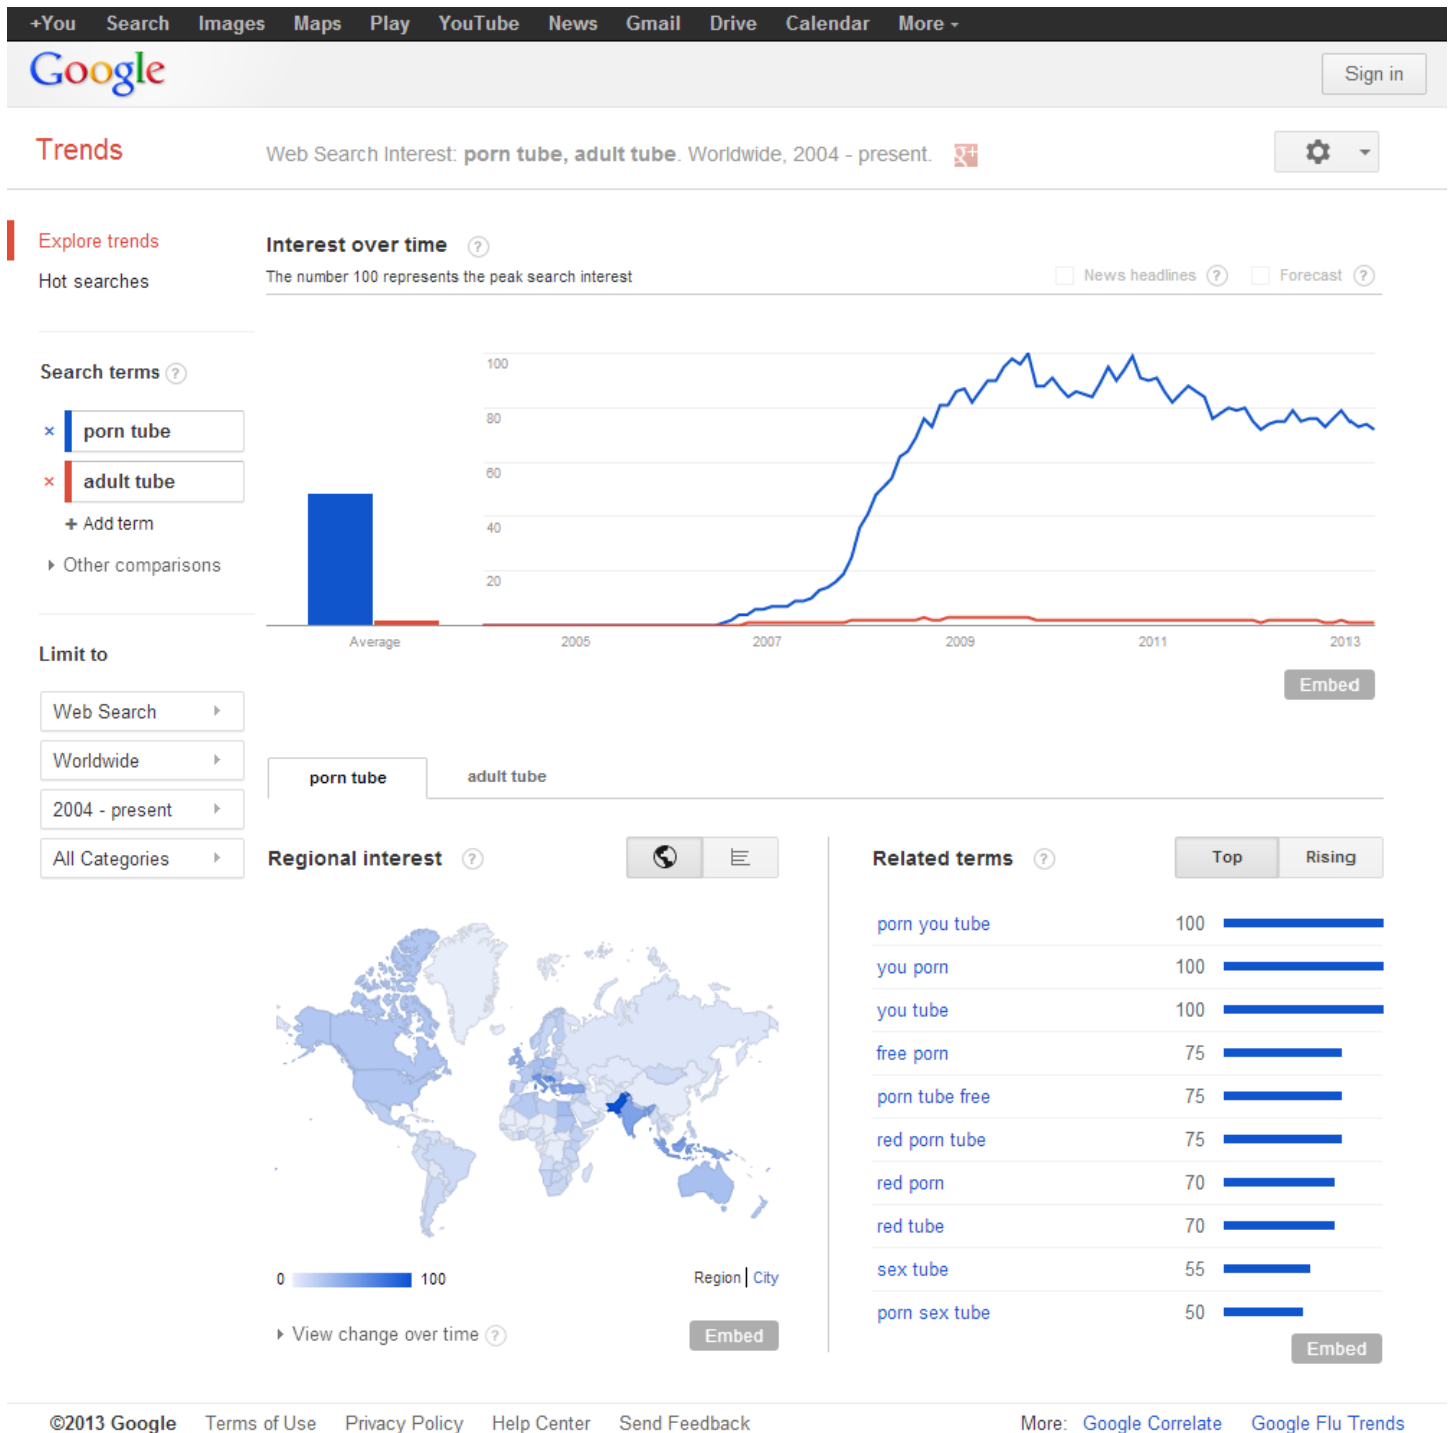 +You Search Images Maps Play YouTube News Gmail Drive Calendar More
Google
Sign in
Trends
Web Search Interest: porn tube, adult tube. Worldwide, 2004 - present.
g+
Explore trends
Hot searches
Interest over time ?
The number 100 represents the peak search interest
News headlines ? Forecast ?
Search terms ?
× porn tube
× adult tube
+ Add term
Other comparisons
100
80
60
40
20
Average 2005 2007 2009 2011 2013
Embed
Limit to
Web Search
Worldwide
2004 - present
All Categories
porn tube adult tube
Regional interest ?
0 100
Region City
View change over time ?
Embed
Related terms ? Top Rising
porn you tube 100
you porn 100
you tube 100
free porn 75
porn tube free 75
red porn tube 75
red porn 70
red tube 70
sex tube 55
porn sex tube 50
Embed
©2013 Google Terms of Use Privacy Policy Help Center Send Feedback More: Google Correlate Google Flu Trends